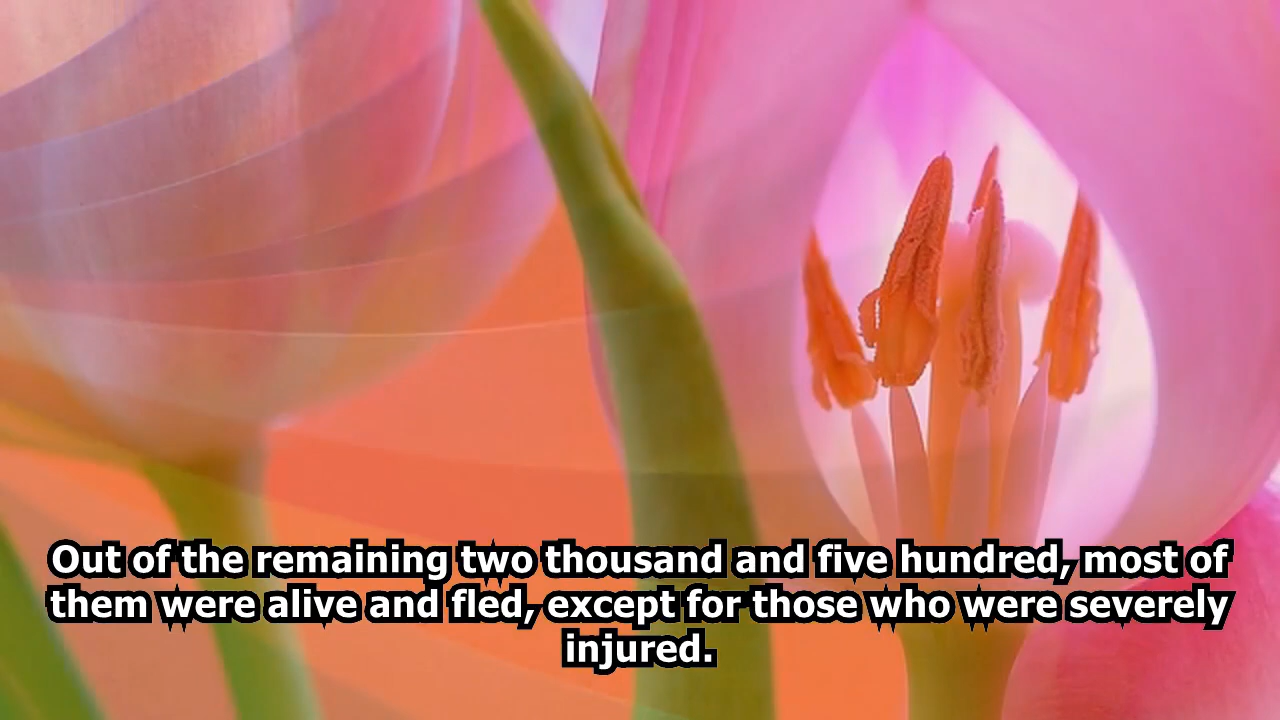 Out of the remaining two thousand and five hundred, most of
them were alive and fled, except for those who were severely
injured.